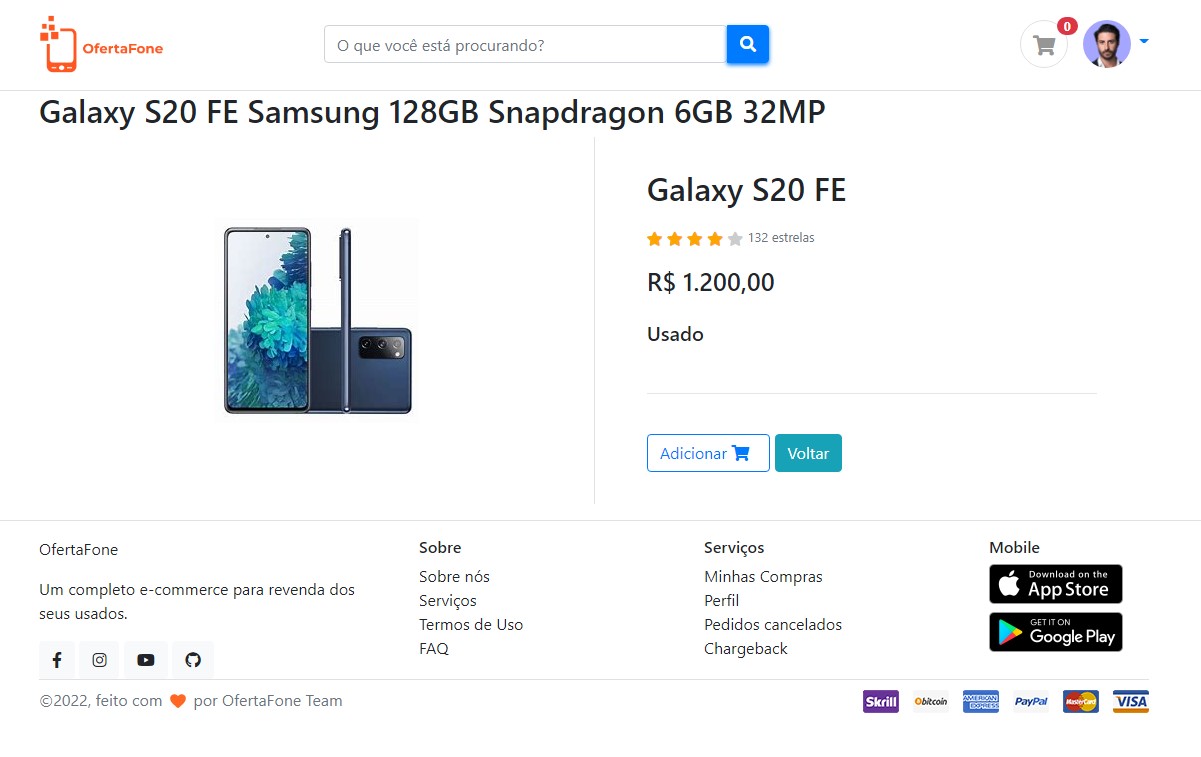 OfertaFone
O que você está procurando?
0
Galaxy S20 FE Samsung 128GB Snapdragon 6GB 32MP
Galaxy S20 FE
132 estrelas
R$ 1.200,00
Usado
Adicionar
Voltar
OfertaFone
Um completo e-commerce para revenda dos
seus usados.
Sobre
Sobre nós
Serviços
Termos de Uso
FAQ
Serviços
Minhas Compras
Perfil
Pedidos cancelados
Chargeback
Mobile
Download on the
App Store
GET IT ON
Google Play
©2022, feito com por OfertaFone Team
Skrill
bitcoin
AMERICAN
EXPRESS
PayPal
MasterCard
VISA